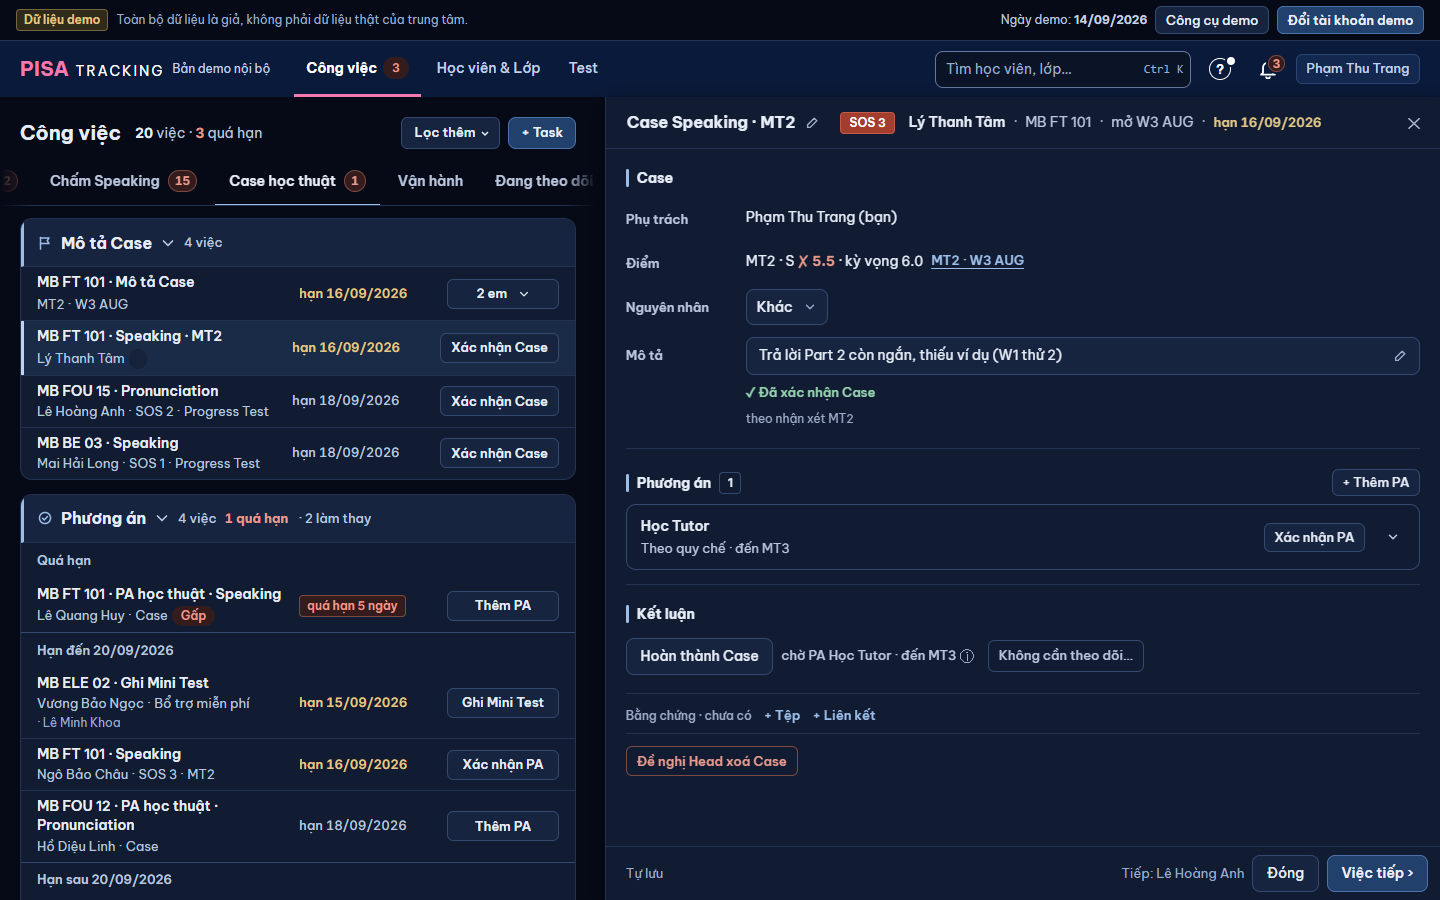 Dữ liệu demo Toàn bộ dữ liệu là giả, không phải dữ liệu thật của trung tâm. Ngày demo: 14/09/2026 Công cụ demo Đổi tài khoản demo
PISA TRACKING Bản demo nội bộ Công việc 3 Học viên & Lớp Test Tìm học viên, lớp... Ctrl K ? 3 Phạm Thu Trang
Công việc 20 việc · 3 quá hạn Lọc thêm + Task
2 Chấm Speaking 15 Case học thuật 1 Vận hành Đang theo dõi
Mô tả Case 4 việc
MB FT 101 · Mô tả Case
MT2 · W3 AUG
hạn 16/09/2026 2 em
MB FT 101 · Speaking · MT2
Lý Thanh Tâm
hạn 16/09/2026 Xác nhận Case
MB FOU 15 · Pronunciation
Lê Hoàng Anh · SOS 2 · Progress Test
hạn 18/09/2026 Xác nhận Case
MB BE 03 · Speaking
Mai Hải Long · SOS 1 · Progress Test
hạn 18/09/2026 Xác nhận Case
Phương án 4 việc 1 quá hạn · 2 làm thay
Quá hạn
MB FT 101 · PA học thuật · Speaking
Lê Quang Huy · Case Gấp
quá hạn 5 ngày Thêm PA
Hạn đến 20/09/2026
MB ELE 02 · Ghi Mini Test
Vương Bảo Ngọc · Bổ trợ miễn phí
· Lê Minh Khoa
hạn 15/09/2026 Ghi Mini Test
MB FT 101 · Speaking
Ngô Bảo Châu · SOS 3 · MT2
hạn 16/09/2026 Xác nhận PA
MB FOU 12 · PA học thuật ·
Pronunciation
Hồ Diệu Linh · Case
hạn 18/09/2026 Thêm PA
Hạn sau 20/09/2026
Case Speaking · MT2 SOS 3 Lý Thanh Tâm · MB FT 101 · mở W3 AUG · hạn 16/09/2026
Case
Phụ trách Phạm Thu Trang (bạn)
Điểm MT2 · S ✗ 5.5 · kỳ vọng 6.0 MT2 · W3 AUG
Nguyên nhân Khác
Mô tả Trả lời Part 2 còn ngắn, thiếu ví dụ (W1 thứ 2)
✓ Đã xác nhận Case
theo nhận xét MT2
Phương án 1 + Thêm PA
Học Tutor
Theo quy chế · đến MT3
Xác nhận PA
Kết luận
Hoàn thành Case chờ PA Học Tutor · đến MT3 ⓘ Không cần theo dõi...
Bằng chứng · chưa có + Tệp + Liên kết
Đề nghị Head xoá Case
Tự lưu Tiếp: Lê Hoàng Anh Đóng Việc tiếp ›